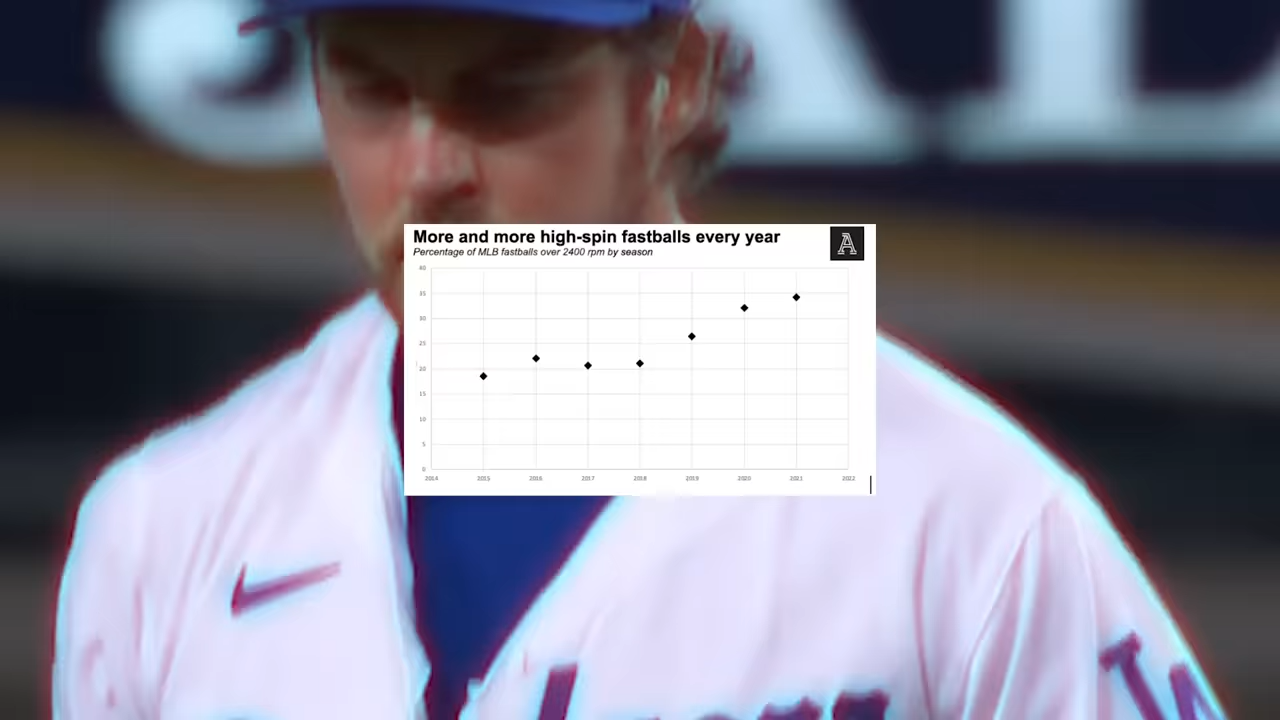 More and more high-spin fastballs every year
A
Percentage of MLB fastballs over 2400 rpm by season
40
35
30
25
20
15
10
5
0
2014 2015 2016 2017 2018 2019 2020 2021 2022